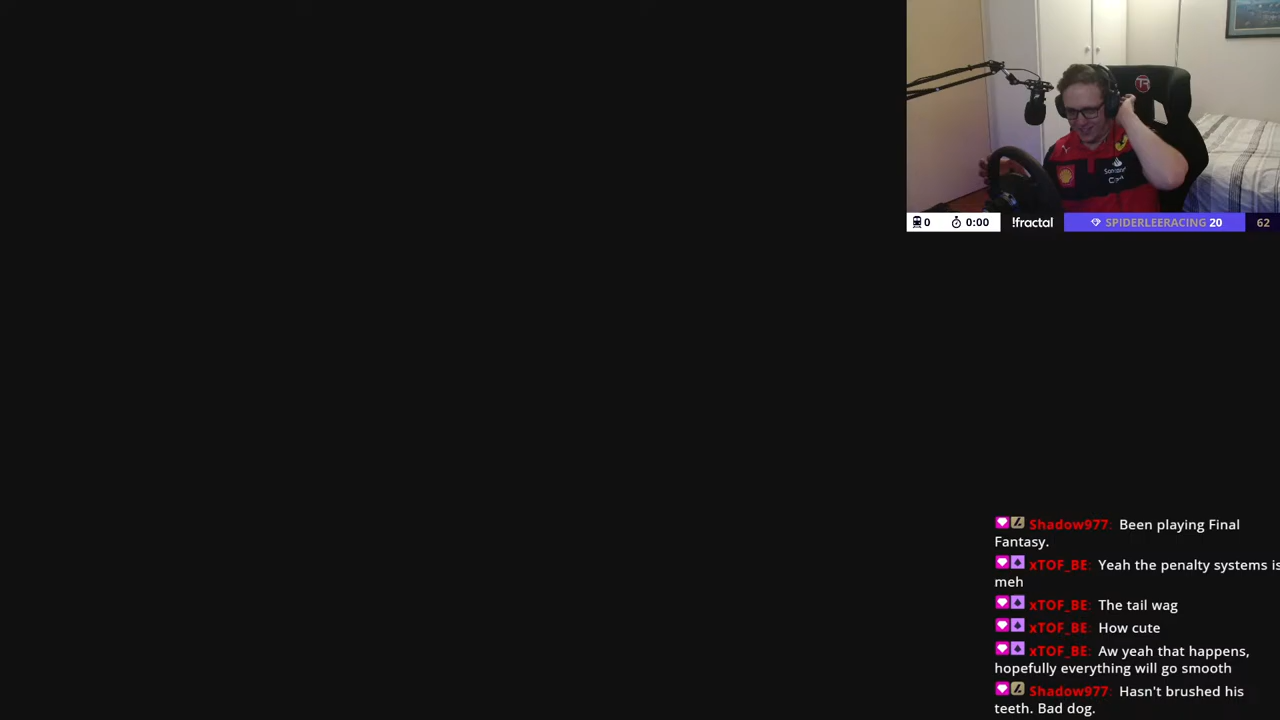 TR
Santander
0
0:00
!fractal
SPIDERLEERACING 20
62
Shadow977: Been playing Final
Fantasy.
xTOF_BE: Yeah the penalty systems is
meh
xTOF_BE: The tail wag
xTOF_BE: How cute
xTOF_BE: Aw yeah that happens,
hopefully everything will go smooth
Shadow977: Hasn't brushed his
teeth. Bad dog.